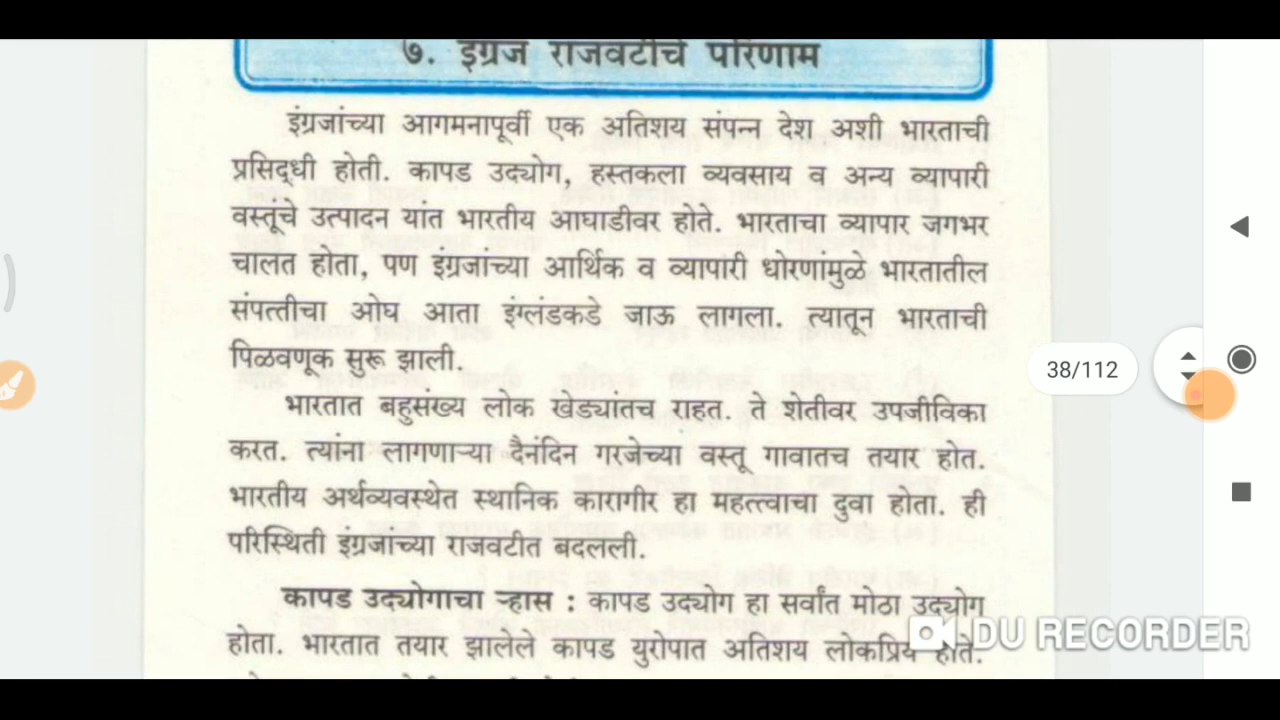 ७. इंग्रज राजवटीचे परिणाम
इंग्रजांच्या आगमनापूर्वी एक अतिशय संपन्न देश अशी भारताची
प्रसिद्धी होती. कापड उद्योग, हस्तकला व्यवसाय व अन्य व्यापारी
वस्तूंचे उत्पादन यांत भारतीय आघाडीवर होते. भारताचा व्यापार जगभर
चालत होता, पण इंग्रजांच्या आर्थिक व व्यापारी धोरणांमुळे भारतातील
संपत्तीचा ओघ आता इंग्लंडकडे जाऊ लागला. त्यातून भारताची
पिळवणूक सुरू झाली.
38/112
भारतात बहुसंख्य लोक खेड्यांतच राहत. ते शेतीवर उपजीविका
करत. त्यांना लागणाऱ्या दैनंदिन गरजेच्या वस्तू गावातच तयार होत.
भारतीय अर्थव्यवस्थेत स्थानिक कारागीर हा महत्त्वाचा दुवा होता. ही
परिस्थिती इंग्रजांच्या राजवटीत बदलली.
कापड उद्योगाचा ऱ्हास : कापड उद्योग हा सर्वांत मोठा उद्योग
होता. भारतात तयार झालेले कापड युरोपात अतिशय लोकप्रिय होते.
DU RECORDER